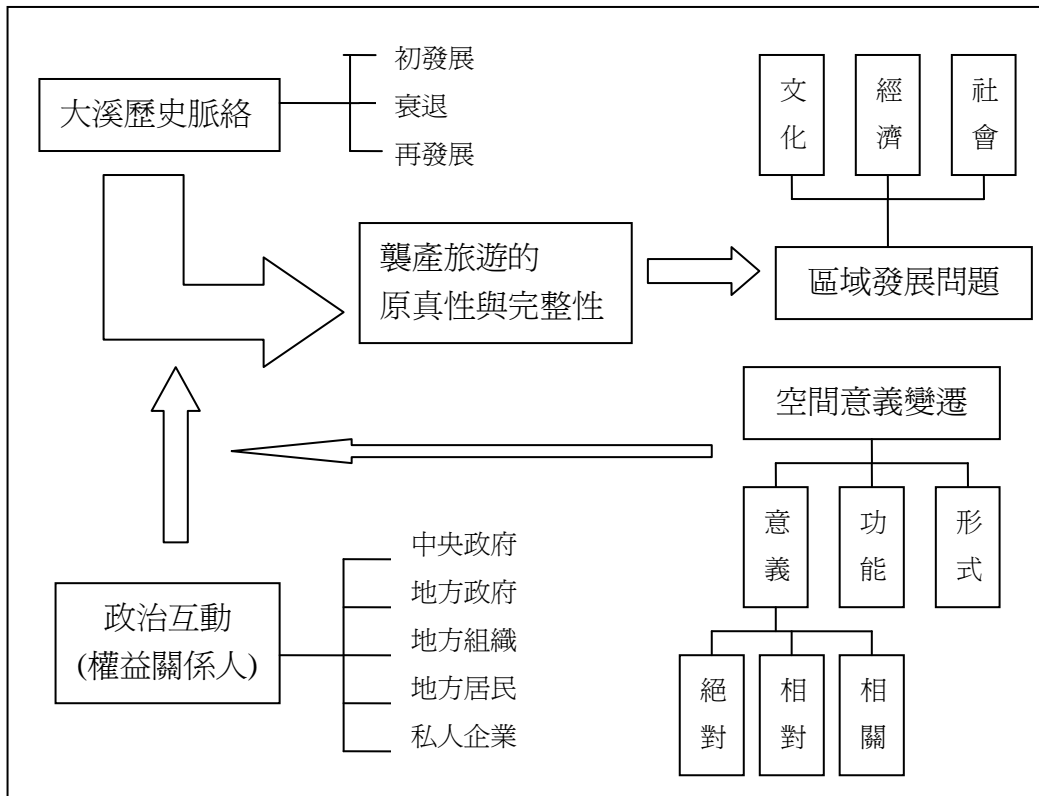 大溪歷史脈絡
初發展
衰退
再發展
文化
經濟
社會
襲產旅遊的
原真性與完整性
區域發展問題
空間意義變遷
意義
功能
形式
絕對
相對
相關
政治互動
(權益關係人)
中央政府
地方政府
地方組織
地方居民
私人企業